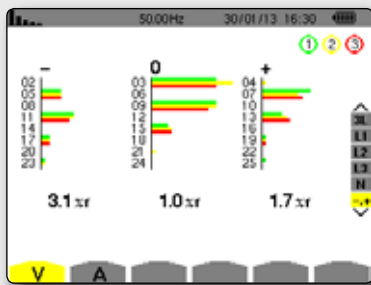 50.00Hz 30/01/13 16:30
1 2 3
- 0 +
02 03 04
05 06 07
08 09 10
11 12 13
14 15 16
17 18 19
20 21 22
23 24 25
3.1 %r 1.0 %r 1.7 %r
3L
L1
L2
L3
N
-.+
V A